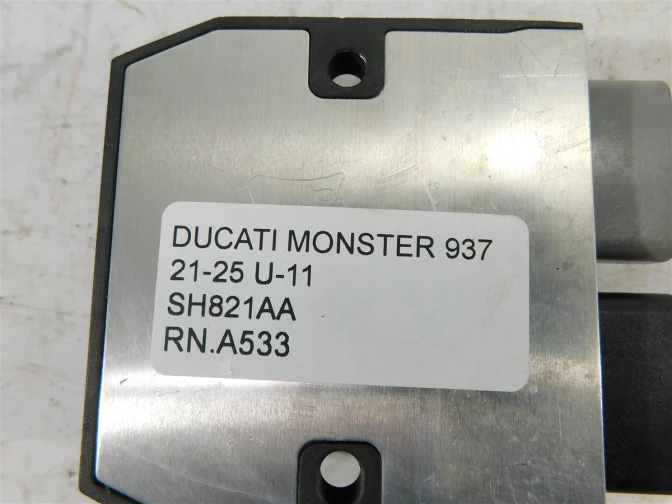 DUCATI MONSTER 937
21-25 U-11
SH821AA
RN.A533